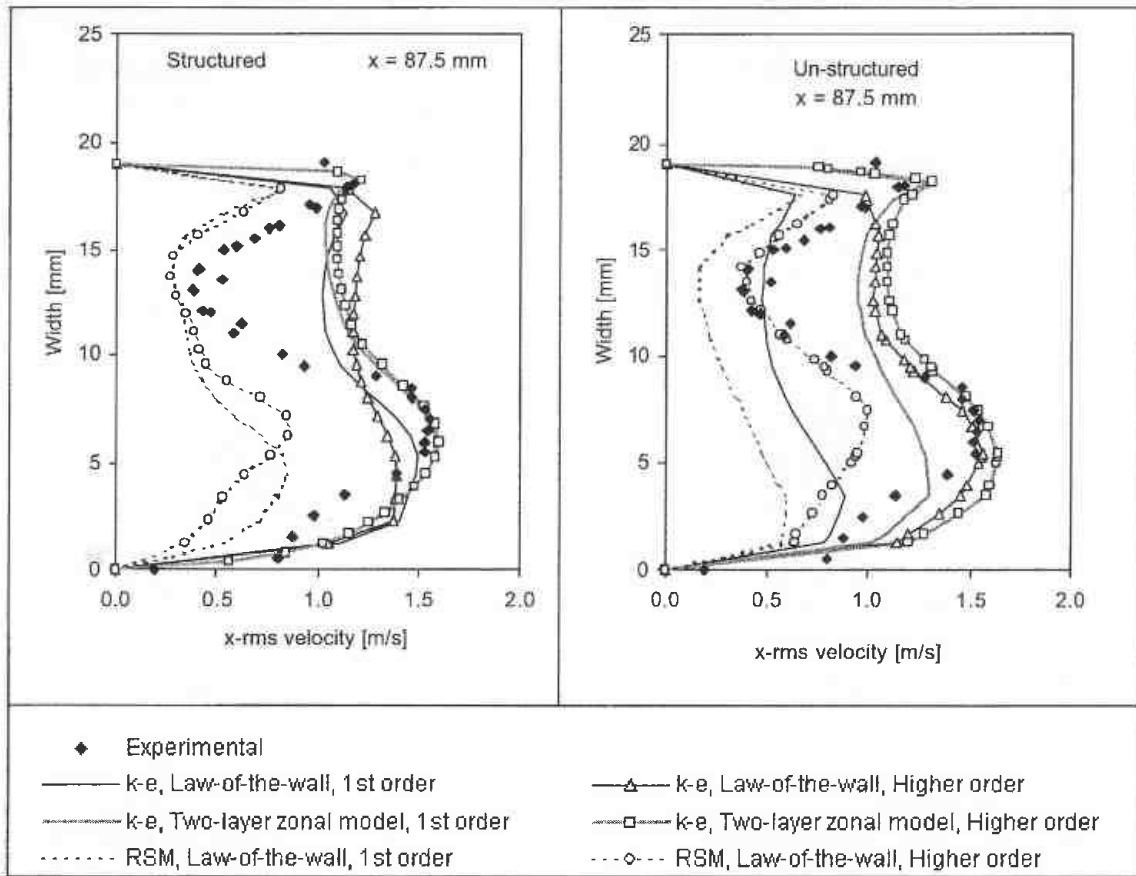 25
20
15
10
5
0
Width [mm]
Structured x = 87.5 mm
0.0 0.5 1.0 1.5 2.0
x-rms velocity [m/s]
25
20
15
10
5
0
Width [mm]
Un-structured
x = 87.5 mm
0.0 0.5 1.0 1.5 2.0
x-rms velocity [m/s]
Experimental
k-e, Law-of-the-wall, 1st order
k-e, Law-of-the-wall, Higher order
k-e, Two-layer zonal model, 1st order
k-e, Two-layer zonal model, Higher order
RSM, Law-of-the-wall, 1st order
RSM, Law-of-the-wall, Higher order